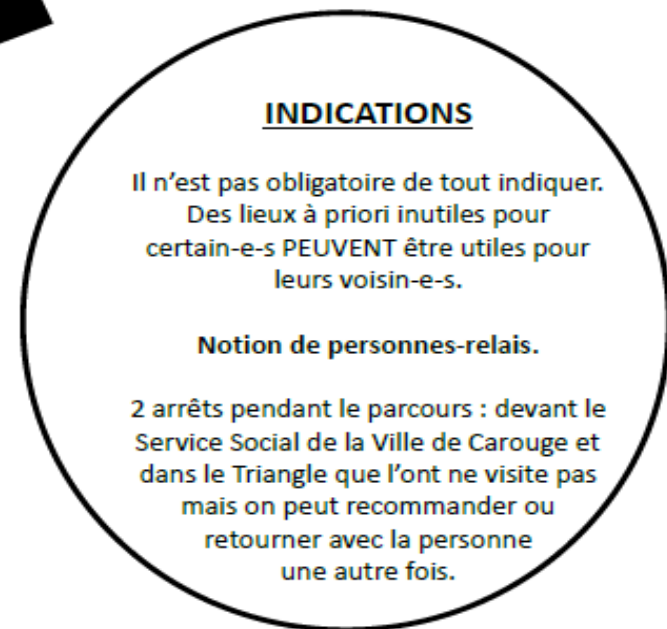 INDICATIONS
Il n'est pas obligatoire de tout indiquer.
Des lieux à priori inutiles pour
certain-e-s PEUVENT être utiles pour
leurs voisin-e-s.
Notion de personnes-relais.
2 arrêts pendant le parcours : devant le
Service Social de la Ville de Carouge et
dans le Triangle que l'ont ne visite pas
mais on peut recommander ou
retourner avec la personne
une autre fois.